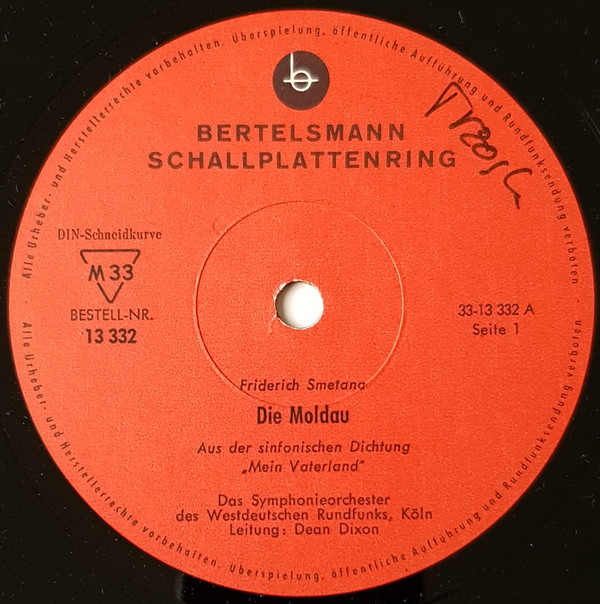 Alle Urheber- und Herstellerrechte vorbehalten. Überspielung, öffentliche Aufführung und Rundfunksendung verboten ·
b
BERTELSMANN
SCHALLPLATTENRING
DIN-Schneidkurve
M 33
BESTELL-NR.
13 332
33-13 332 A
Seite 1
Friderich Smetana
Die Moldau
Aus der sinfonischen Dichtung
„Mein Vaterland“
Das Symphonieorchester
des Westdeutschen Rundfunks, Köln
Leitung: Dean Dixon
Alle Urheber- und Herstellerrechte vorbehalten. Überspielung, öffentliche Aufführung und Rundfunksendung verboten ·